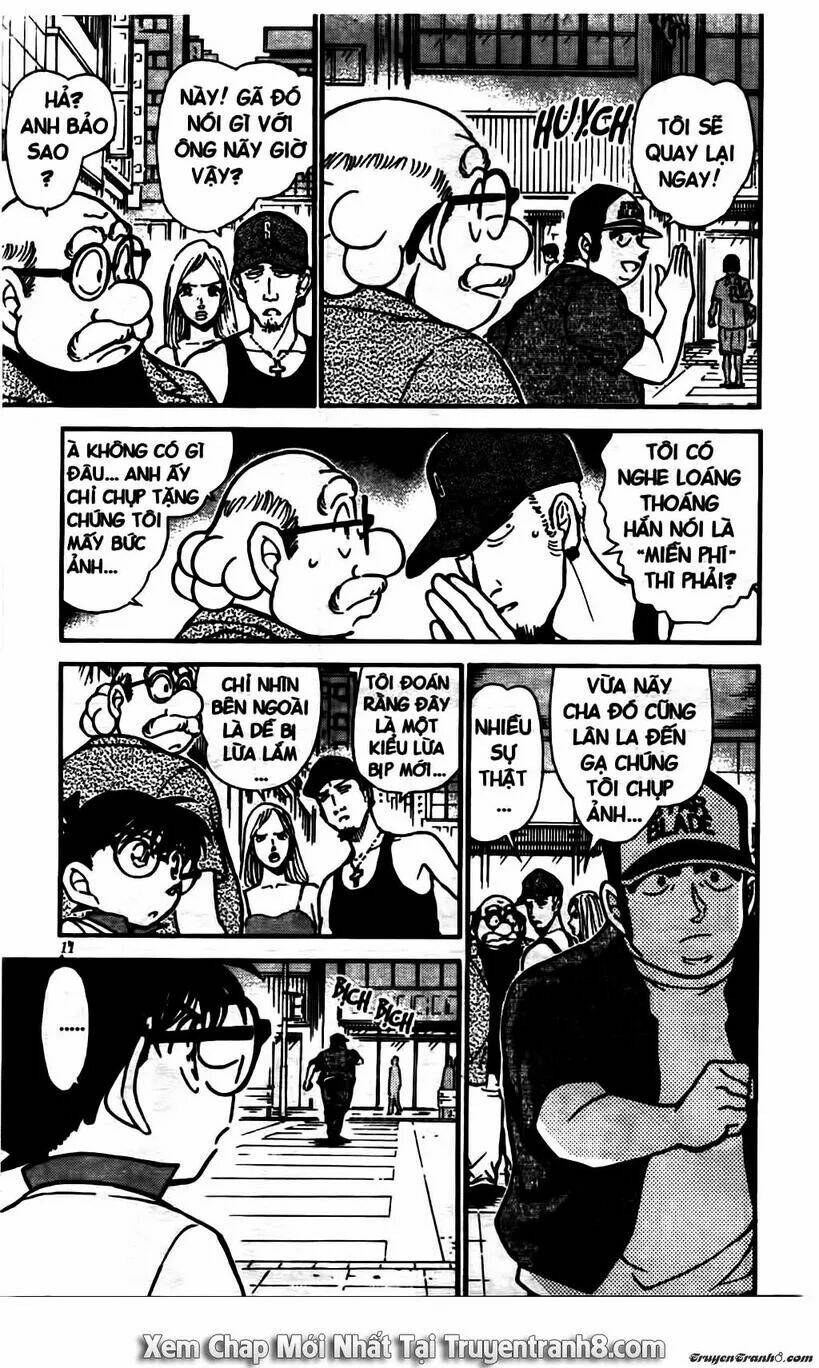 TÔI SẼ
QUAY LẠI
NGAY!
HUỴCH
NÀY! GÃ ĐÓ
NÓI GÌ VỚI
ÔNG NÃY GIỜ
VẬY?
HẢ?
ANH BẢO
SAO
?
TÔI CÓ
NGHE LOÁNG
THOÁNG
HẮN NÓI LÀ
"MIỄN PHÍ"
THÌ PHẢI?
À KHÔNG CÓ GÌ
ĐÂU... ANH ẤY
CHỈ CHỤP TẶNG
CHÚNG TÔI
MẤY BỨC
ẢNH...
VỪA NÃY
CHA ĐÓ CŨNG
LÂN LA ĐẾN
GẠ CHÚNG
TÔI CHỤP
ẢNH...
NHIỀU
SỰ
THẬT
...
BLADE
TÔI ĐOÁN
RẰNG ĐÂY
LÀ MỘT
KIỂU LỪA
BỊP MỚI...
CHỈ NHÌN
BÊN NGOÀI
LÀ DỄ BỊ
LỪA LẮM
...
17
BỊCH BỊCH
......
Xem Chap Mới Nhất Tại Truyentranh8.com
TruyenTranh8.com